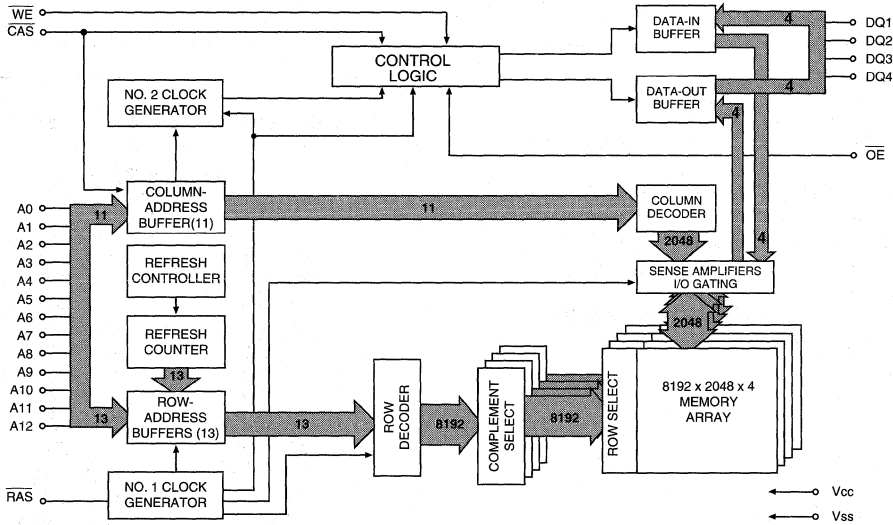 WE
CAS
NO. 2 CLOCK
GENERATOR
CONTROL
LOGIC
DATA-IN
BUFFER
DATA-OUT
BUFFER
4
4
4
4
DQ1
DQ2
DQ3
DQ4
OE
COLUMN-
ADDRESS
BUFFER(11)
11
11
COLUMN
DECODER
2048
SENSE AMPLIFIERS
I/O GATING
2048
A0
A1
A2
A3
A4
A5
A6
A7
A8
A9
A10
A11
A12
REFRESH
CONTROLLER
REFRESH
COUNTER
13
13
ROW-
ADDRESS
BUFFERS (13)
13
ROW
DECODER
8192
COMPLEMENT
SELECT
8192
ROW SELECT
8192 x 2048 x 4
MEMORY
ARRAY
RAS
NO. 1 CLOCK
GENERATOR
Vcc
Vss